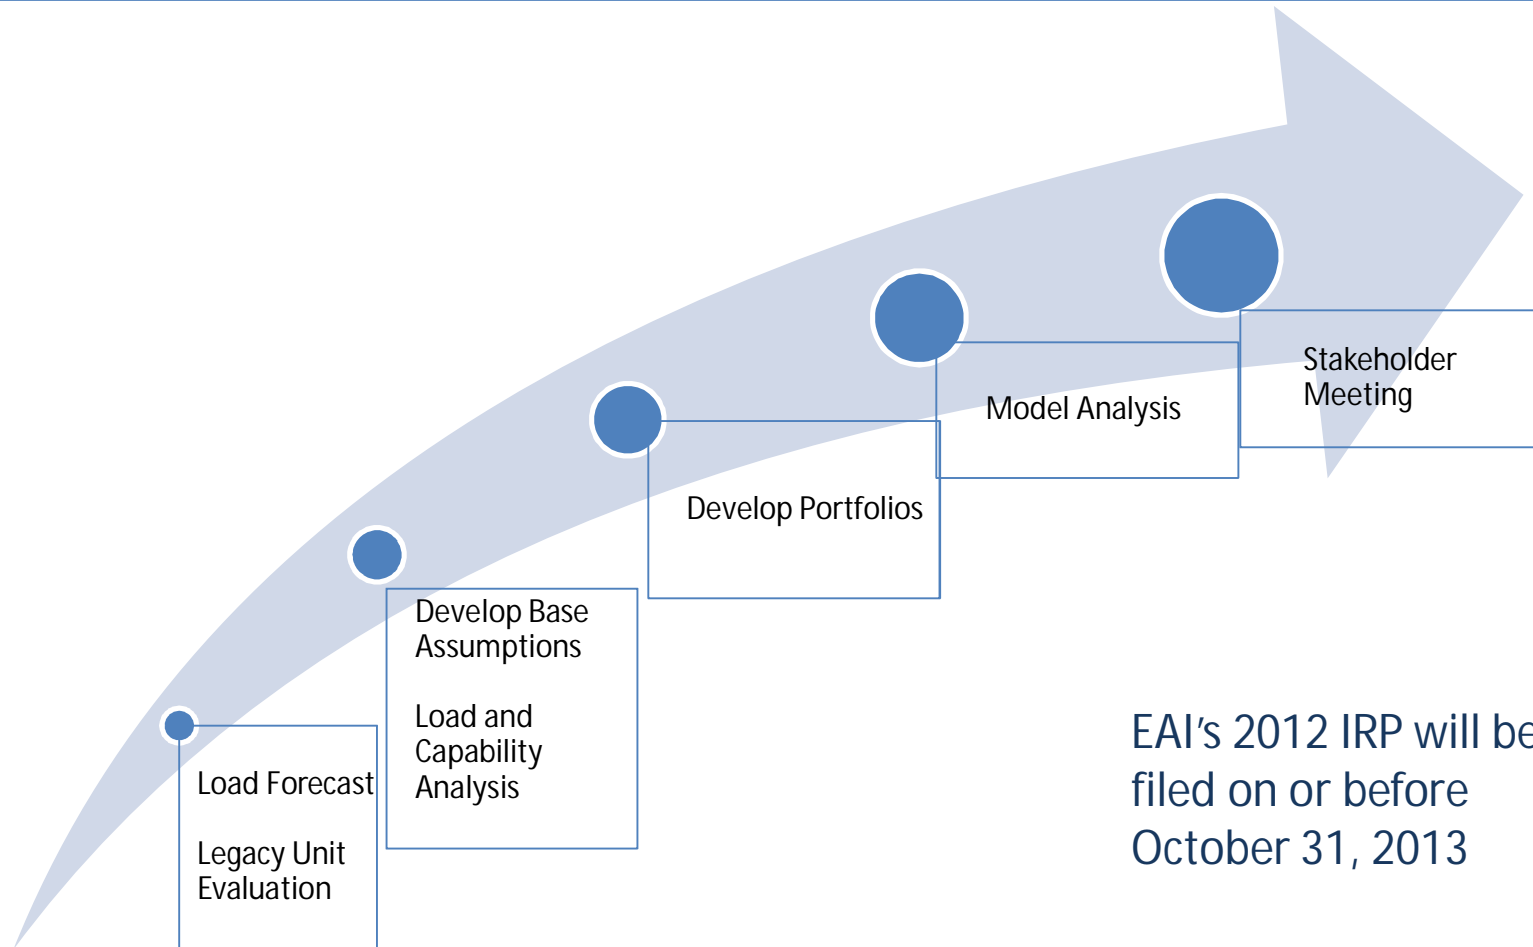 Load Forecast
Legacy Unit
Evaluation
Develop Base
Assumptions
Load and
Capability
Analysis
Develop Portfolios
Model Analysis
Stakeholder
Meeting
EAI’s 2012 IRP will be
filed on or before
October 31, 2013